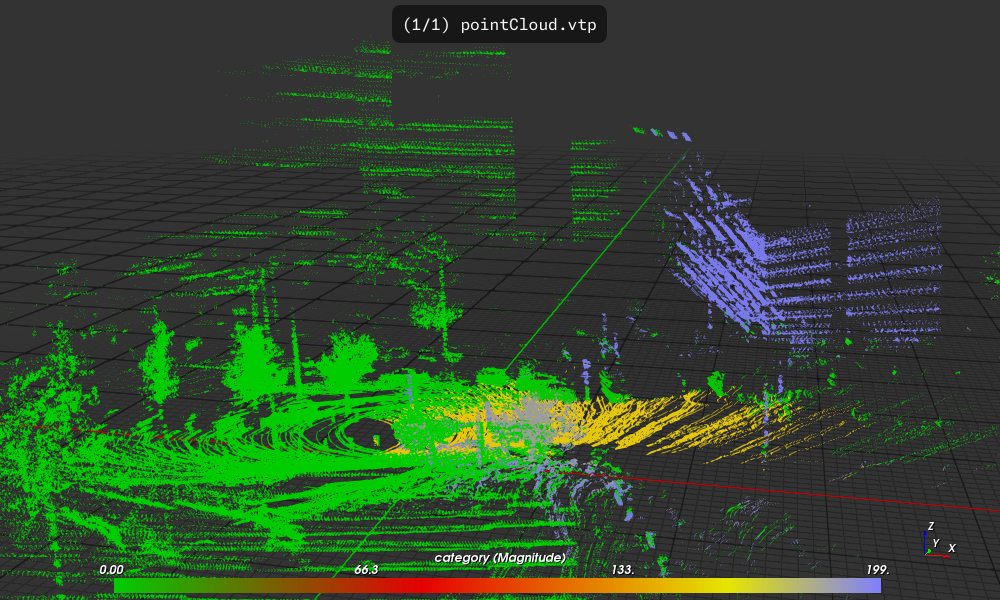 (1/1) pointCloud.vtp
Z
Y X
category (Magnitude)
0.00 66.3 133. 199.